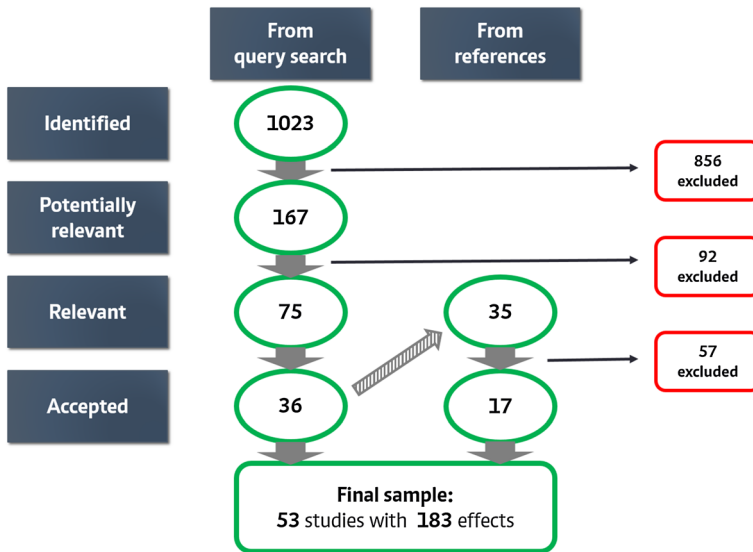 From
query search
From
references
Identified
1023
856
excluded
Potentially
relevant
167
92
excluded
Relevant
75
35
57
excluded
Accepted
36
17
Final sample:
53 studies with 183 effects